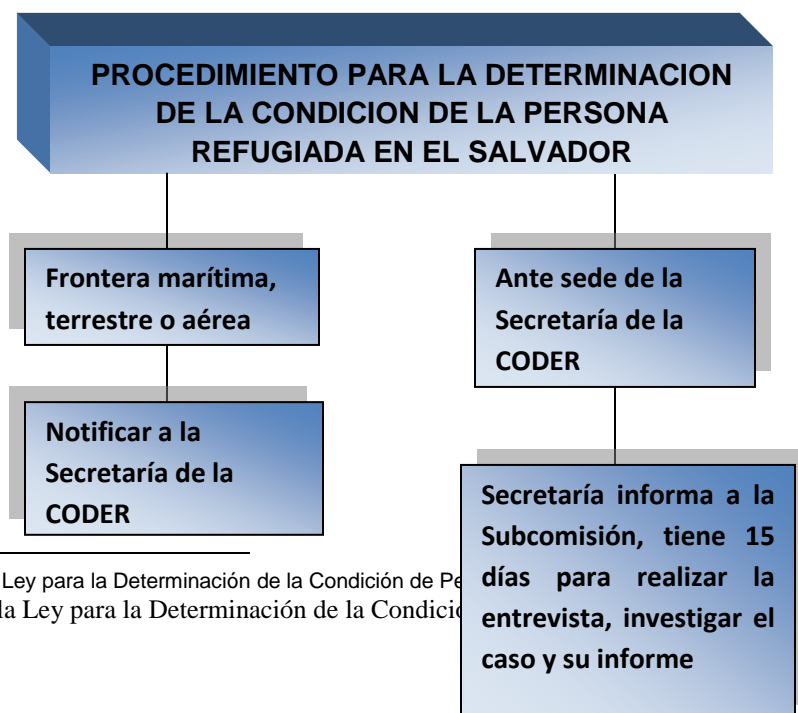 PROCEDIMIENTO PARA LA DETERMINACION
DE LA CONDICION DE LA PERSONA
REFUGIADA EN EL SALVADOR
Frontera marítima,
terrestre o aérea
Notificar a la
Secretaría de la
CODER
Ante sede de la
Secretaría de la
CODER
Secretaría informa a la
Subcomisión, tiene 15
días para realizar la
entrevista, investigar el
caso y su informe
Ley para la Determinación de la Condición de
la Ley para la Determinación de la